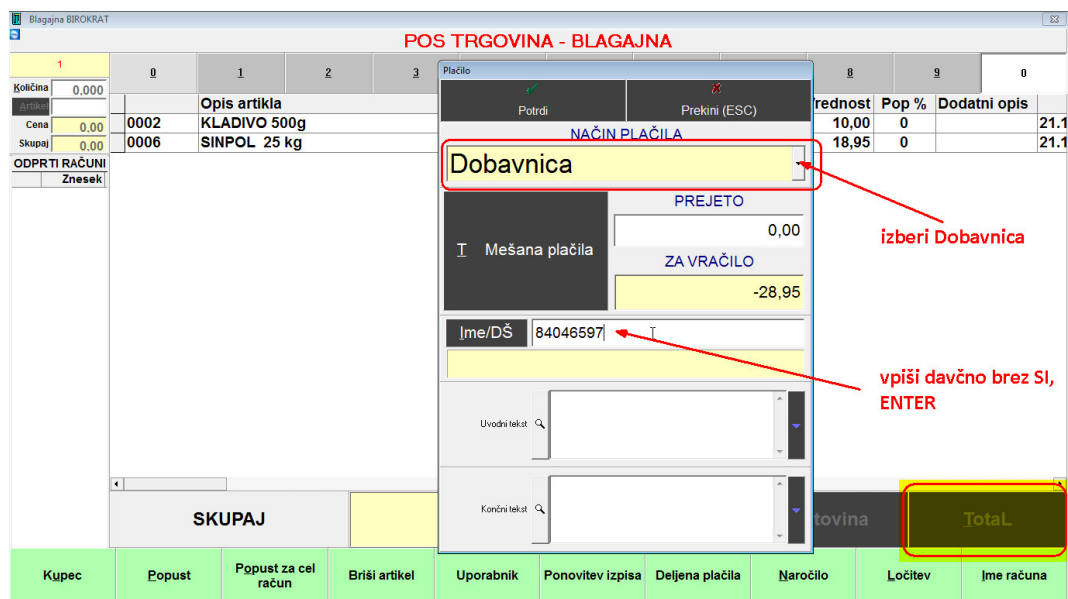 Blagajna BIROKRAT
POS TRGOVINA - BLAGAJNA
1
0 1 2 3 8 9 0
Količina 0.000
Artikel
Cena 0,00
Skupaj 0,00
ODPRTI RAČUNI
Znesek
Opis artikla Pop % Dodatni opis
0002 KLADIVO 500g 10,00 0 21.1
0006 SINPOL 25 kg 18,95 0 21.1
Plačilo
Potrdi
Prekini (ESC)
NAČIN PLAČILA
Dobavnica
PREJETO
0,00
T Mešana plačila
ZA VRAČILO
-28,95
Ime/DŠ 84046597
Uvodni tekst
Končni tekst
izberi Dobavnica
vpiši davčno brez SI,
ENTER
SKUPAJ
tovina
TotaL
Kupec
Popust
Popust za cel
račun
Briši artikel
Uporabnik
Ponovitev izpisa
Deljena plačila
Naročilo
Ločitev
Ime računa